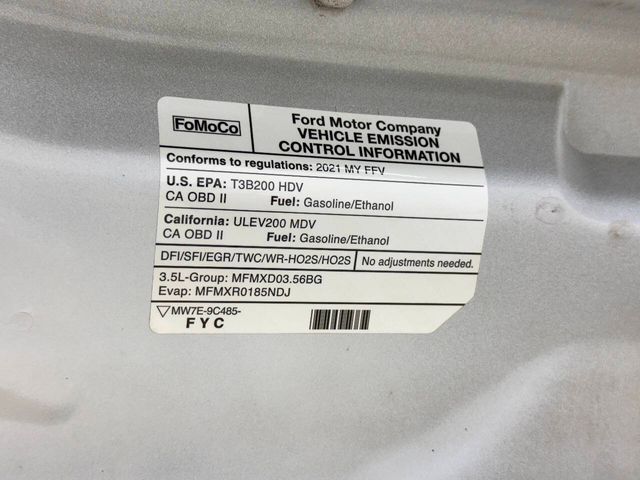 FoMoCo
Ford Motor Company
VEHICLE EMISSION
CONTROL INFORMATION
Conforms to regulations: 2021 MY FFV
U.S. EPA: T3B200 HDV
CA OBD II Fuel: Gasoline/Ethanol
California: ULEV200 MDV
CA OBD II Fuel: Gasoline/Ethanol
DFI/SFI/EGR/TWC/WR-HO2S/HO2S No adjustments needed.
3.5L-Group: MFMXD03.56BG
Evap: MFMXR0185NDJ
MW7E-9C485-
F Y C